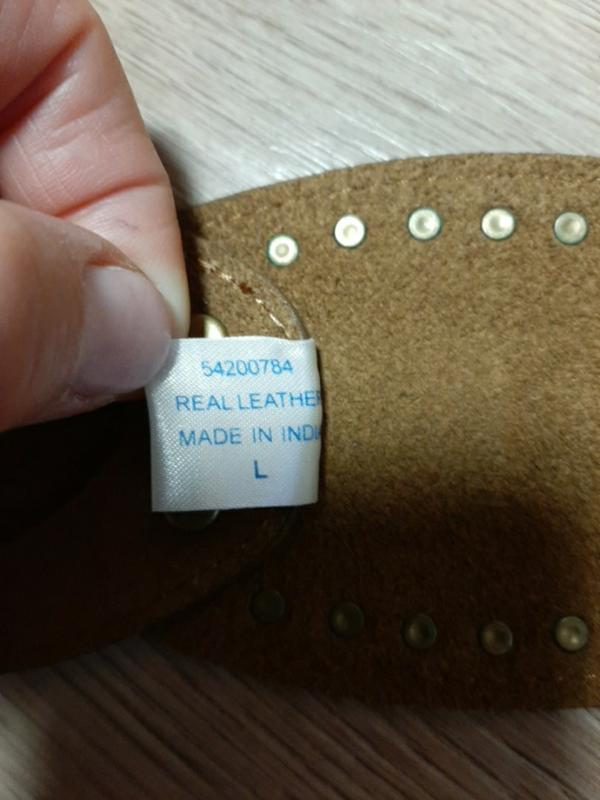 54200784
REAL LEATHER
MADE IN INDIA
L